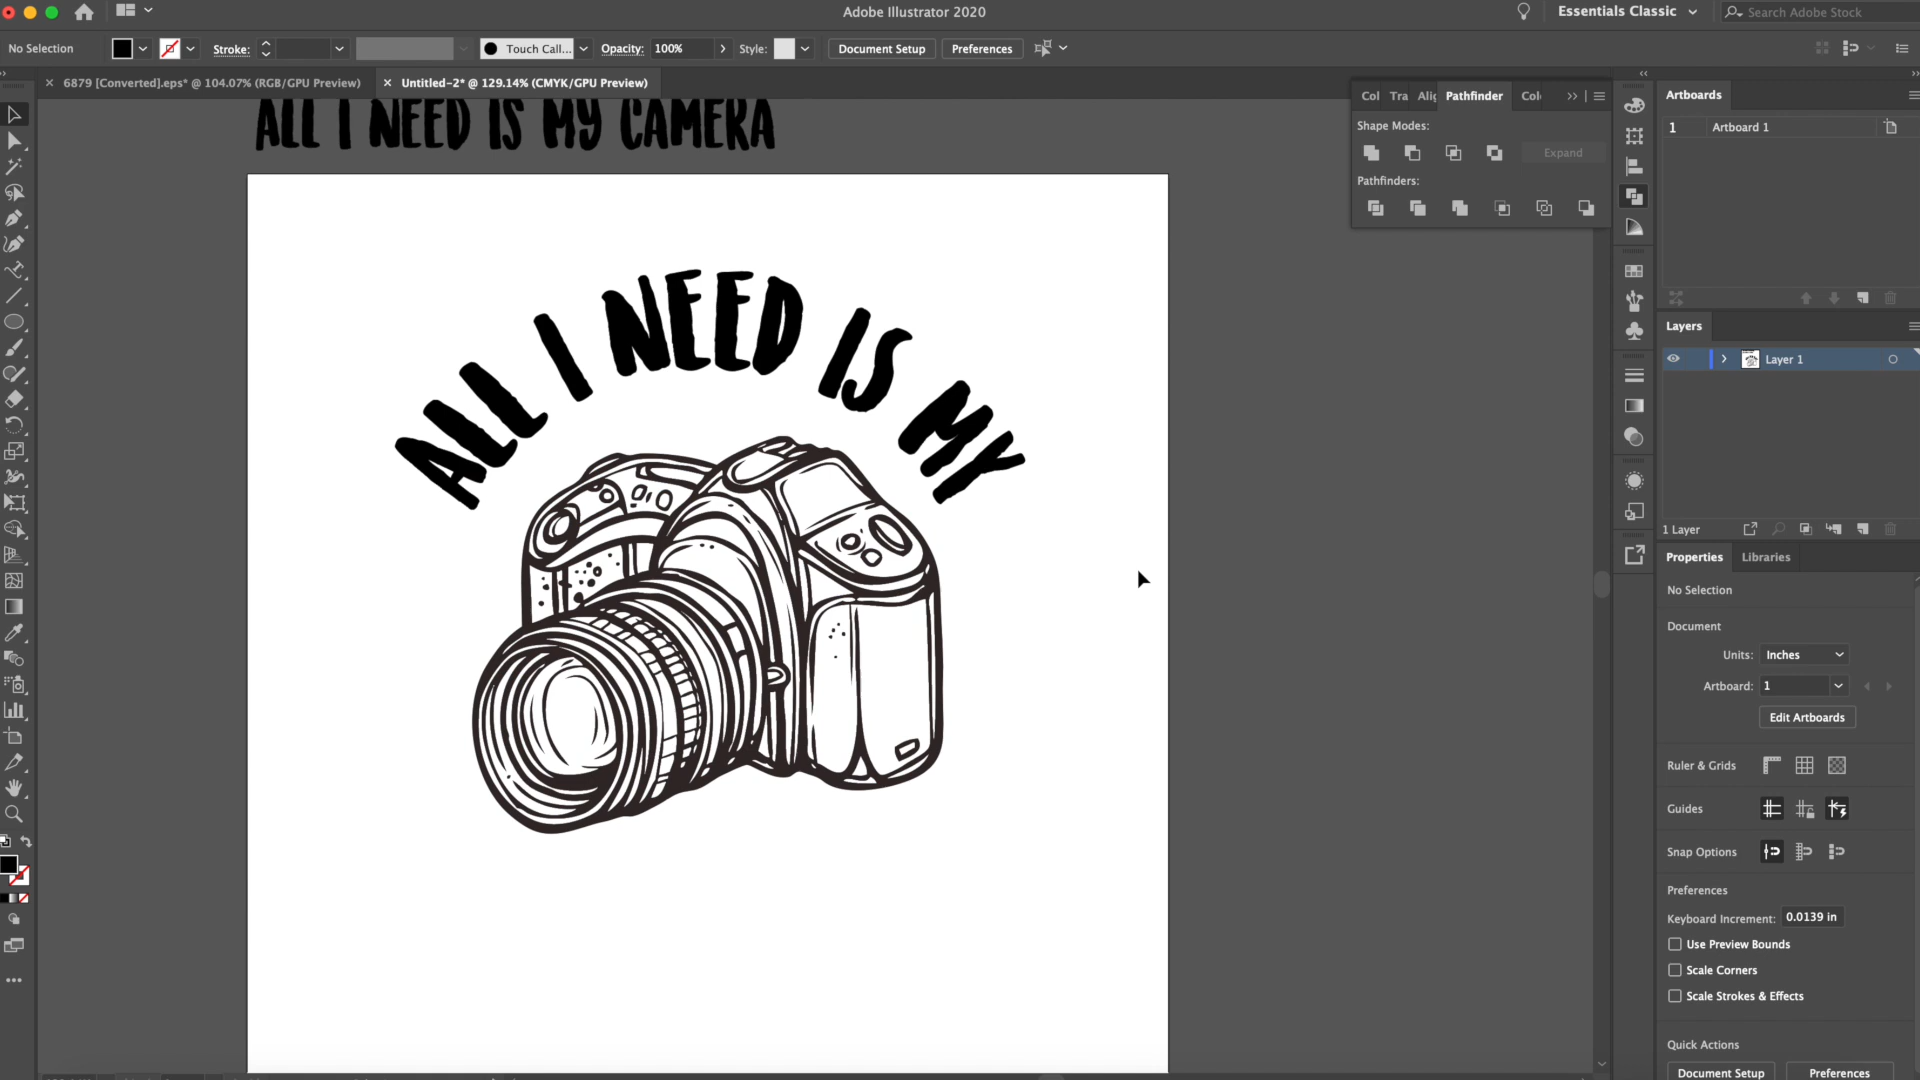 Adobe Illustrator 2020
Essentials Classic
Search Adobe Stock
No Selection
Stroke:
Touch Call...
Opacity: 100%
Style:
Document Setup
Preferences
6879 [Converted].eps* @ 104.07% (RGB/GPU Preview)
Untitled-2* @ 129.14% (CMYK/GPU Preview)
ALL I NEED IS MY CAMERA
ALL I NEED IS MY
Col Tra Alig Pathfinder Colo
Shape Modes:
Expand
Pathfinders:
Artboards
1 Artboard 1
Layers
Layer 1
1 Layer
Properties Libraries
No Selection
Document
Units: Inches
Artboard: 1
Edit Artboards
Ruler & Grids
Guides
Snap Options
Preferences
Keyboard Increment: 0.0139 in
Use Preview Bounds
Scale Corners
Scale Strokes & Effects
Quick Actions
Document Setup
Preferences